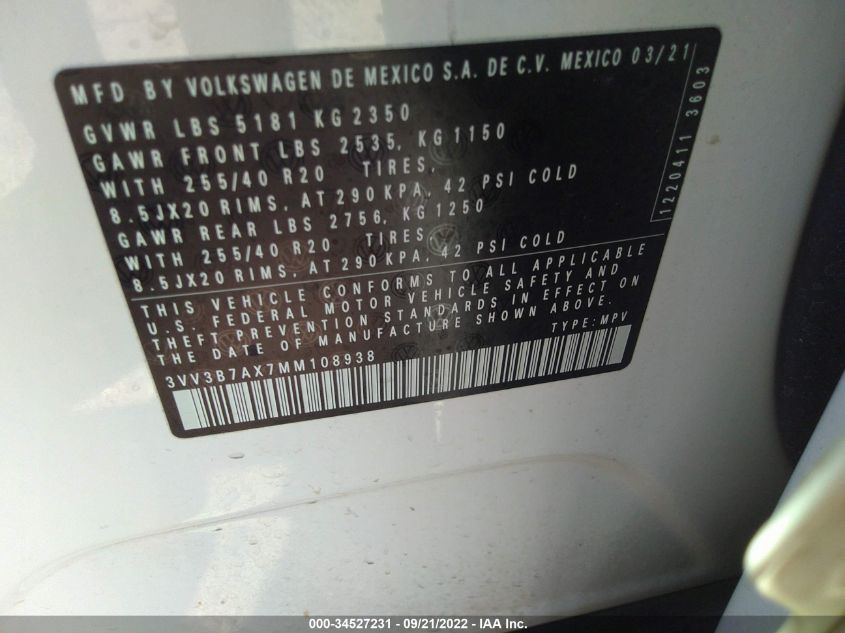 MFD BY VOLKSWAGEN DE MEXICO S.A. DE C.V. MEXICO 03/21
GVWR LBS 5181 KG 2350
GAWR FRONT LBS 2535, KG1150
WITH 255/40 R20 TIRES,
8.5JX20 RIMS, AT 290 KPA, 42 PSI COLD
GAWR REAR LBS 2756, KG 1250
WITH 255/40 R20 TIRES
8.5JX20 RIMS, AT 290 KPA, 42 PSI COLD
THIS VEHICLE CONFORMS TO ALL APPLICABLE
U.S. FEDERAL MOTOR VEHICLE SAFETY AND
THEFT PREVENTION STANDARDS IN EFFECT ON
THE DATE OF MANUFACTURE SHOWN ABOVE.
TYPE: MPV
3VV3B7AX7MM108938
1220411 3603
000-34527231 - 09/21/2022 - IAA Inc.